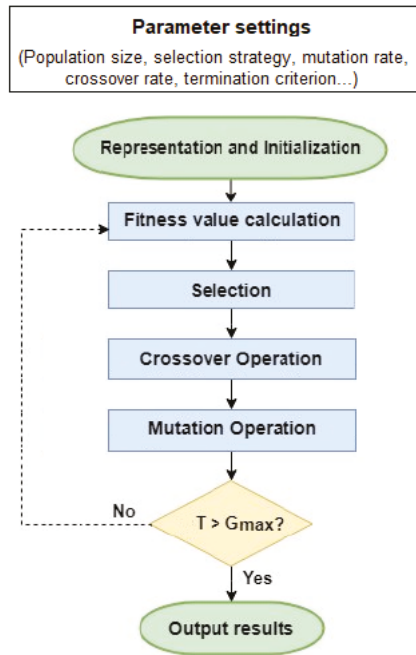 Parameter settings
(Population size, selection strategy, mutation rate,
crossover rate, termination criterion...)
Representation and Initialization
Fitness value calculation
Selection
Crossover Operation
Mutation Operation
No
T > Gmax?
Yes
Output results